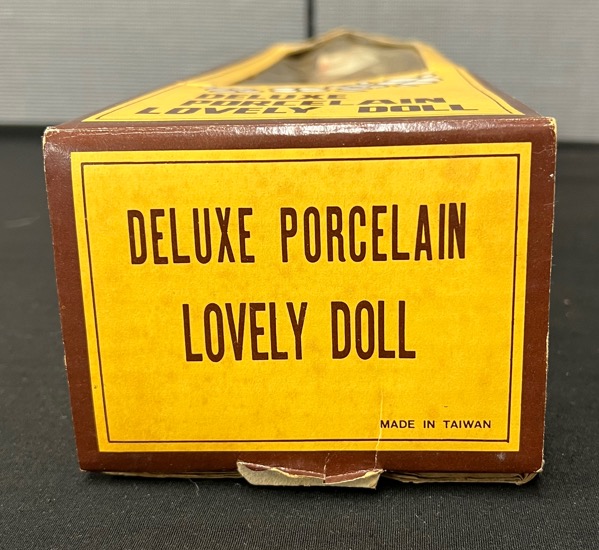 DELUXE
PORCELAIN
LOVELY DOLL
DELUXE PORCELAIN
LOVELY DOLL
MADE IN TAIWAN